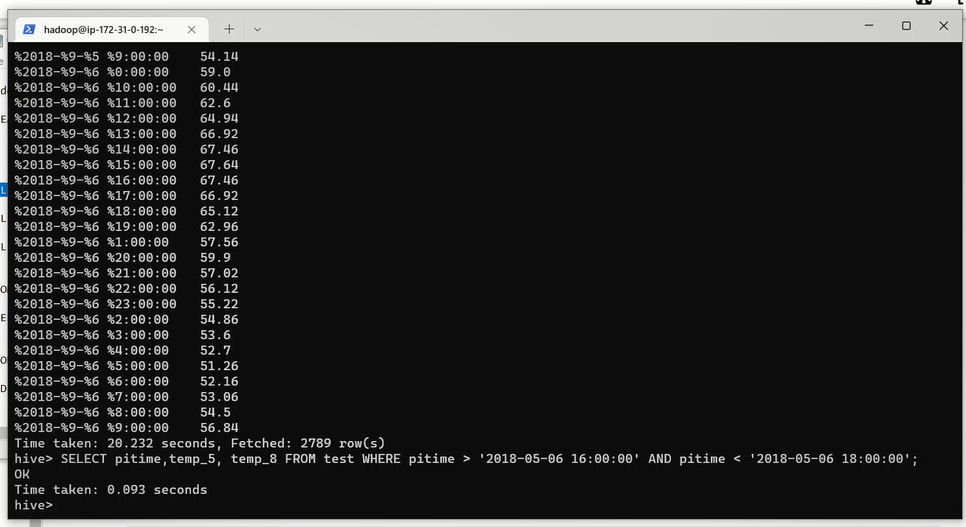 hadoop@ip-172-31-0-192:~
%2018-%9-%5 %9:00:00 54.14
%2018-%9-%6 %0:00:00 59.0
%2018-%9-%6 %10:00:00 60.44
%2018-%9-%6 %11:00:00 62.6
%2018-%9-%6 %12:00:00 64.94
%2018-%9-%6 %13:00:00 66.92
%2018-%9-%6 %14:00:00 67.46
%2018-%9-%6 %15:00:00 67.64
%2018-%9-%6 %16:00:00 67.46
%2018-%9-%6 %17:00:00 66.92
%2018-%9-%6 %18:00:00 65.12
%2018-%9-%6 %19:00:00 62.96
%2018-%9-%6 %1:00:00 57.56
%2018-%9-%6 %20:00:00 59.9
%2018-%9-%6 %21:00:00 57.02
%2018-%9-%6 %22:00:00 56.12
%2018-%9-%6 %23:00:00 55.22
%2018-%9-%6 %2:00:00 54.86
%2018-%9-%6 %3:00:00 53.6
%2018-%9-%6 %4:00:00 52.7
%2018-%9-%6 %5:00:00 51.26
%2018-%9-%6 %6:00:00 52.16
%2018-%9-%6 %7:00:00 53.06
%2018-%9-%6 %8:00:00 54.5
%2018-%9-%6 %9:00:00 56.84
Time taken: 20.232 seconds, Fetched: 2789 row(s)
hive> SELECT pitime,temp_5, temp_8 FROM test WHERE pitime > '2018-05-06 16:00:00' AND pitime < '2018-05-06 18:00:00';
OK
Time taken: 0.093 seconds
hive>